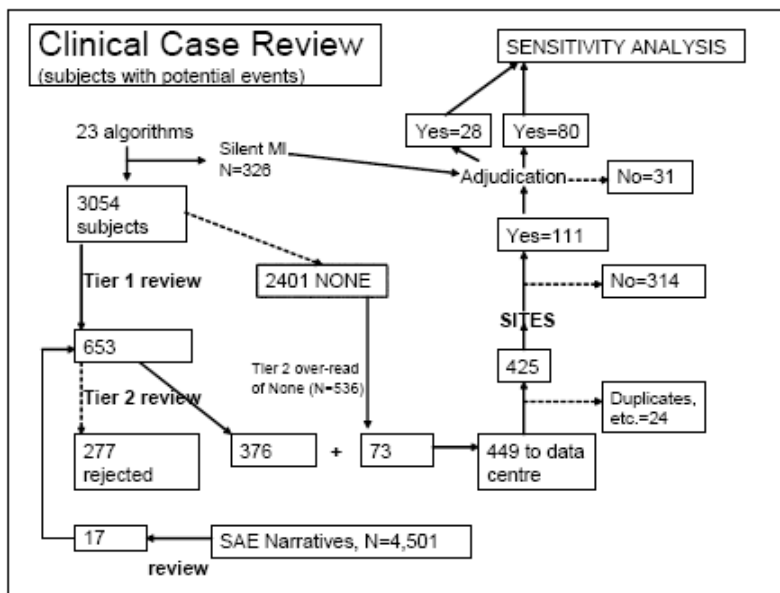 Clinical Case Review
(subjects with potential events)
SENSITIVITY ANALYSIS
23 algorithms
Silent MI
N=326
Yes=28
Yes=80
Adjudication
No=31
3054
subjects
Yes=111
Tier 1 review
2401 NONE
No=314
SITES
653
Tier 2 over-read
of None (N=536)
425
Tier 2 review
Duplicates,
etc.=24
277
rejected
376
+
73
449 to data
centre
17
SAE Narratives, N=4,501
review